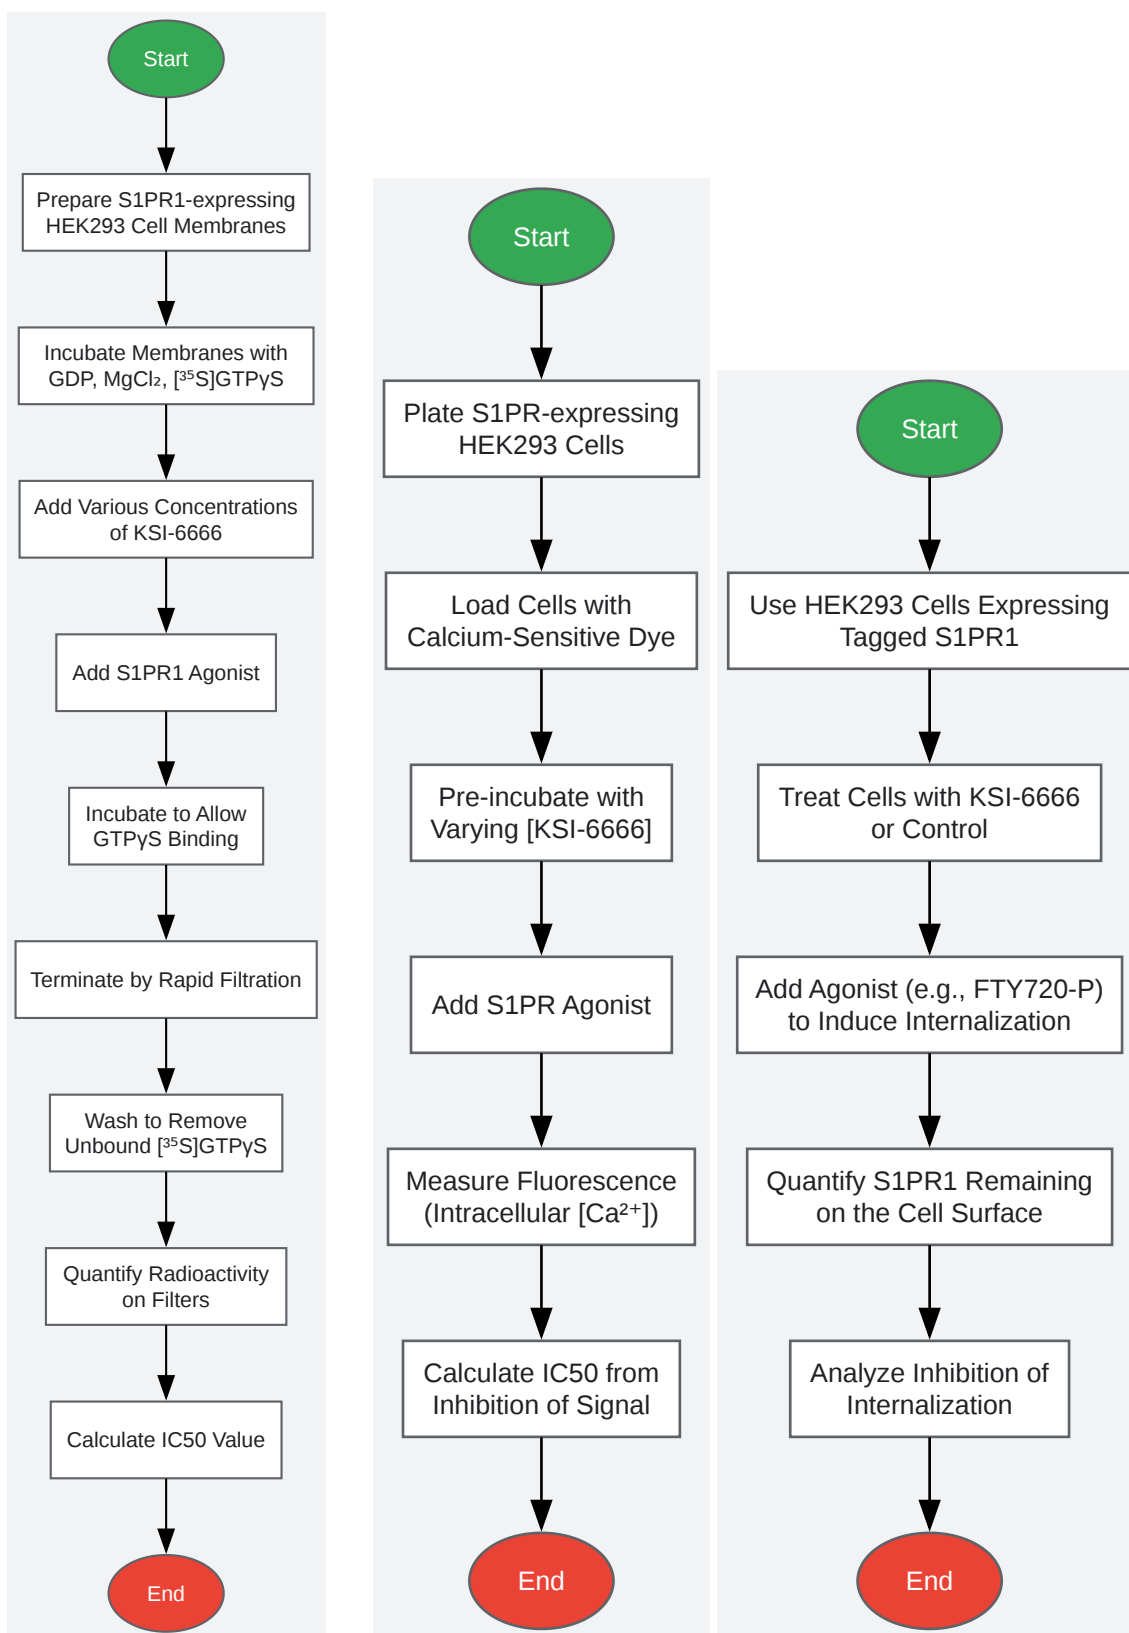 Start
Prepare S1PR1-expressing
HEK293 Cell Membranes
Incubate Membranes with
GDP, MgCl₂, [³⁵S]GTPγS
Add Various Concentrations
of KSI-6666
Add S1PR1 Agonist
Incubate to Allow
GTPγS Binding
Terminate by Rapid Filtration
Wash to Remove
Unbound [³⁵S]GTPγS
Quantify Radioactivity
on Filters
Calculate IC50 Value
End
Start
Plate S1PR-expressing
HEK293 Cells
Load Cells with
Calcium-Sensitive Dye
Pre-incubate with
Varying [KSI-6666]
Add S1PR Agonist
Measure Fluorescence
(Intracellular [Ca²⁺])
Calculate IC50 from
Inhibition of Signal
End
Start
Use HEK293 Cells Expressing
Tagged S1PR1
Treat Cells with KSI-6666
or Control
Add Agonist (e.g., FTY720-P)
to Induce Internalization
Quantify S1PR1 Remaining
on the Cell Surface
Analyze Inhibition of
Internalization
End